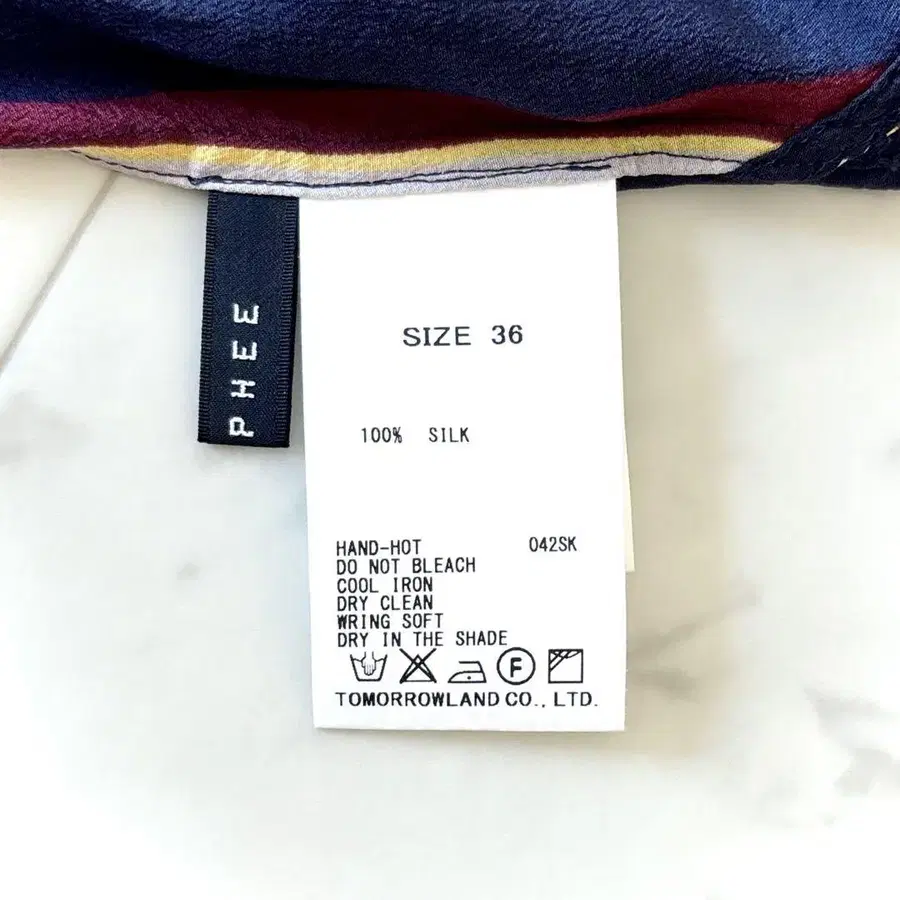 PHEE
SIZE 36
100% SILK
HAND-HOT 042SK
DO NOT BLEACH
COOL IRON
DRY CLEAN
WRING SOFT
DRY IN THE SHADE
F
TOMORROWLAND CO., LTD.